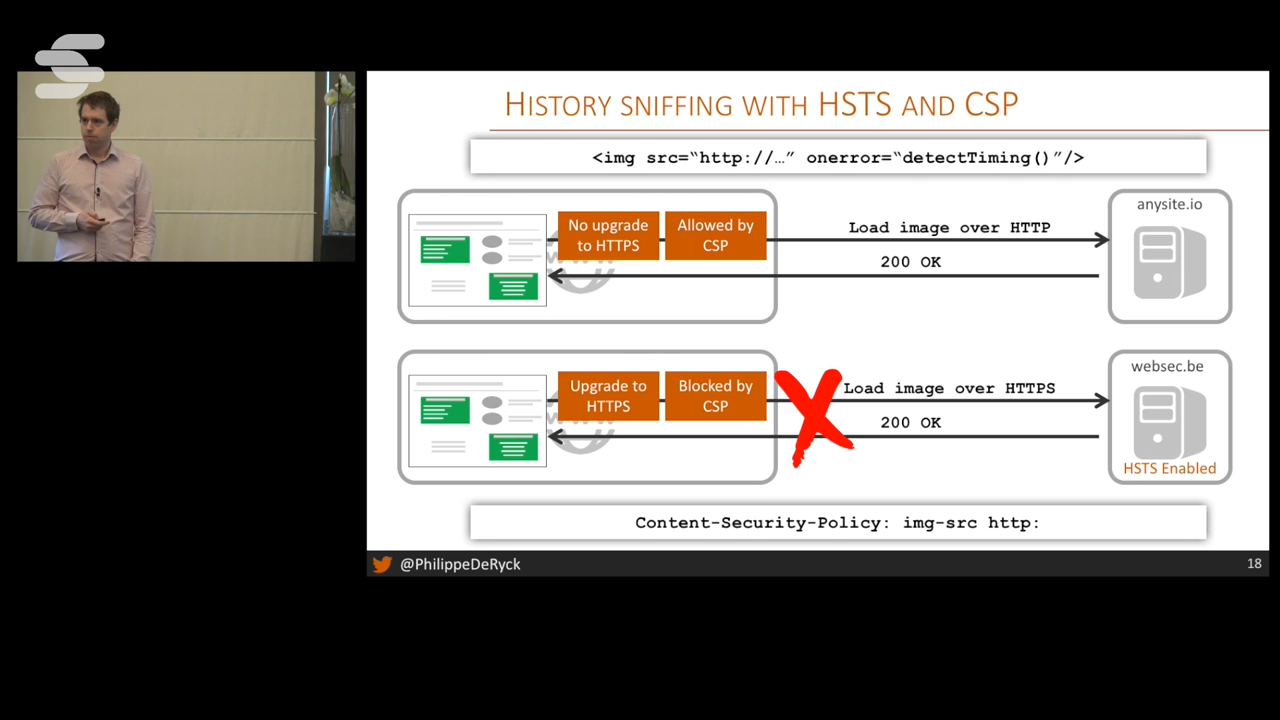 HISTORY SNIFFING WITH HSTS AND CSP
<img src=“http://…” onerror=“detectTiming()”/>
No upgrade
to HTTPS
Allowed by
CSP
Load image over HTTP
200 OK
anysite.io
Upgrade to
HTTPS
Blocked by
CSP
Load image over HTTPS
200 OK
websec.be
HSTS Enabled
Content-Security-Policy: img-src http:
@PhilippeDeRyck
18